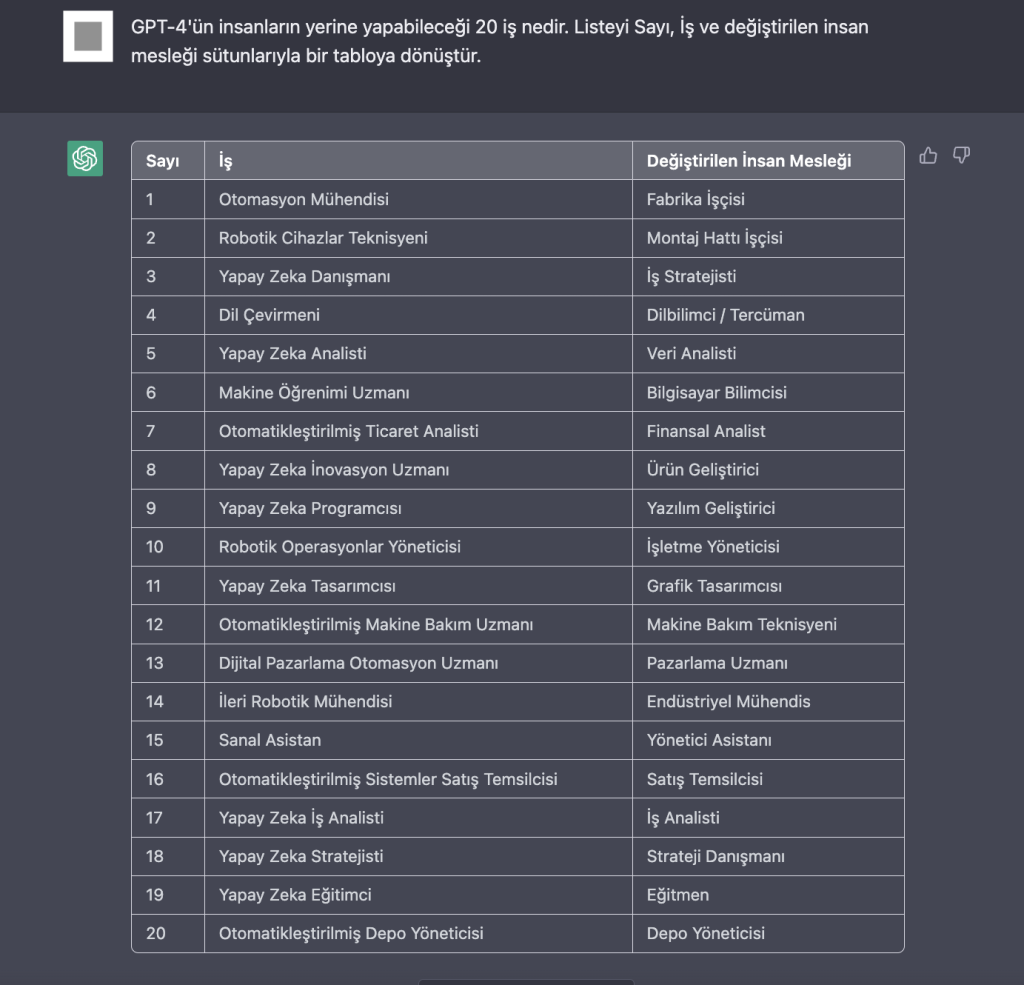 GPT-4'ün insanların yerine yapabileceği 20 iş nedir. Listeyi Sayı, İş ve değiştirilen insan
mesleği sütunlarıyla bir tabloya dönüştür.
Sayı İş Değiştirilen İnsan Mesleği
1 Otomasyon Mühendisi Fabrika İşçisi
2 Robotik Cihazlar Teknisyeni Montaj Hattı İşçisi
3 Yapay Zeka Danışmanı İş Stratejisti
4 Dil Çevirmeni Dilbilimci / Tercüman
5 Yapay Zeka Analisti Veri Analisti
6 Makine Öğrenimi Uzmanı Bilgisayar Bilimcisi
7 Otomatikleştirilmiş Ticaret Analisti Finansal Analist
8 Yapay Zeka İnovasyon Uzmanı Ürün Geliştirici
9 Yapay Zeka Programcısı Yazılım Geliştirici
10 Robotik Operasyonlar Yöneticisi İşletme Yöneticisi
11 Yapay Zeka Tasarımcısı Grafik Tasarımcısı
12 Otomatikleştirilmiş Makine Bakım Uzmanı Makine Bakım Teknisyeni
13 Dijital Pazarlama Otomasyon Uzmanı Pazarlama Uzmanı
14 İleri Robotik Mühendisi Endüstriyel Mühendis
15 Sanal Asistan Yönetici Asistanı
16 Otomatikleştirilmiş Sistemler Satış Temsilcisi Satış Temsilcisi
17 Yapay Zeka İş Analisti İş Analisti
18 Yapay Zeka Stratejisti Strateji Danışmanı
19 Yapay Zeka Eğitimci Eğitmen
20 Otomatikleştirilmiş Depo Yöneticisi Depo Yöneticisi